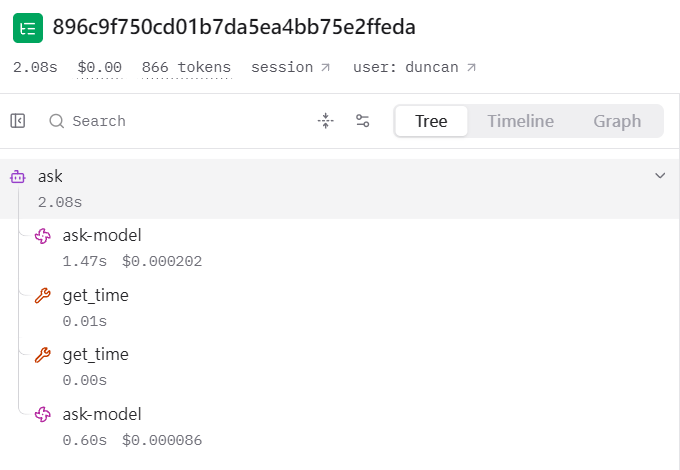 896c9f750cd01b7da5ea4bb75e2ffeda
2.08s $0.00 866 tokens session ↗ user: duncan ↗
Search Tree Timeline Graph
ask
2.08s
ask-model
1.47s $0.000202
get_time
0.01s
get_time
0.00s
ask-model
0.60s $0.000086